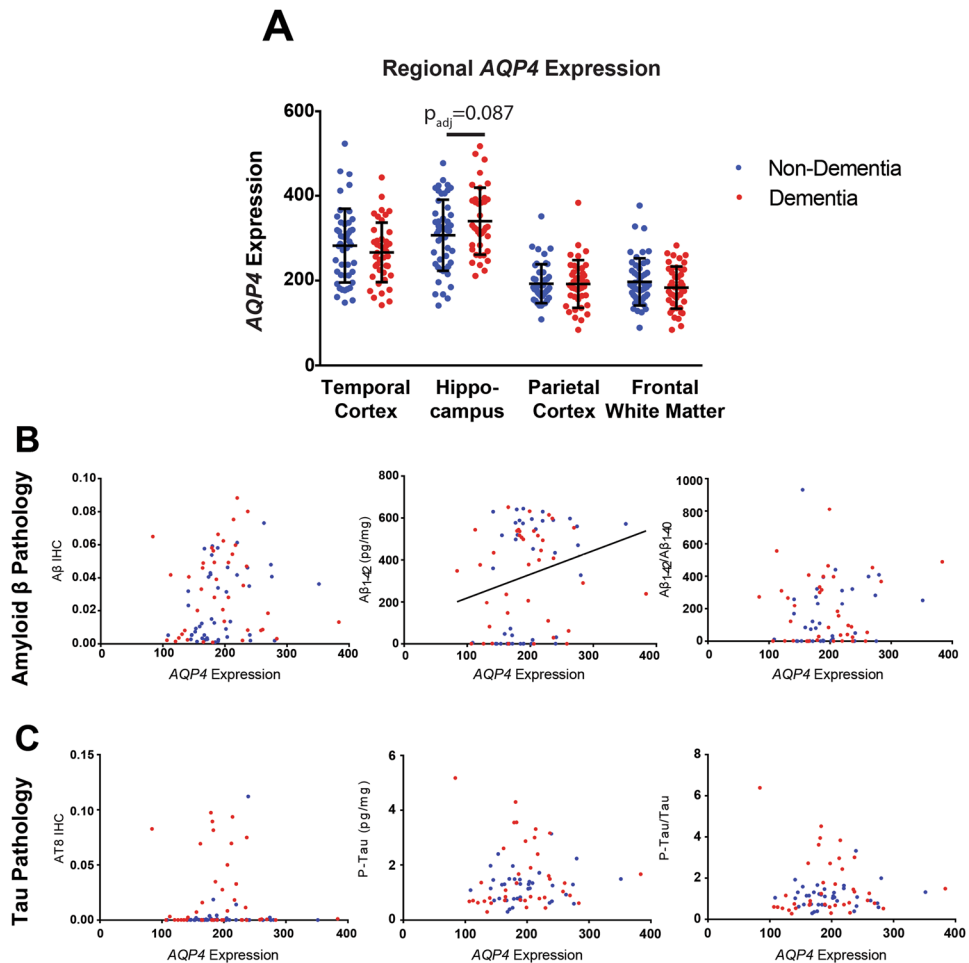 A
Regional AQP4 Expression
600
400
200
0
AQP4 Expression
padj=0.087
Non-Dementia
Dementia
Temporal
Cortex
Hippo-
campus
Parietal
Cortex
Frontal
White Matter
B
Amyloid β Pathology
0.10
0.08
0.06
0.04
0.02
0.00
Aβ IHC
0
100
200
300
400
AQP4 Expression
800
600
400
200
0
Aβ1-42 (pg/mg)
0
100
200
300
400
AQP4 Expression
1000
800
600
400
200
0
Aβ1-42/Aβ1-40
0
100
200
300
400
AQP4 Expression
C
Tau Pathology
0.15
0.10
0.05
0.00
AT8 IHC
0
100
200
300
400
AQP4 Expression
6
4
2
0
P-Tau (pg/mg)
0
100
200
300
400
AQP4 Expression
8
6
4
2
0
P-Tau/Tau
0
100
200
300
400
AQP4 Expression